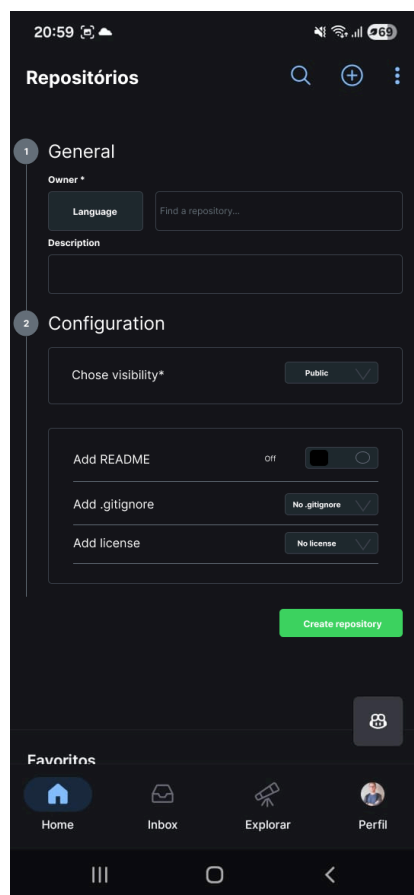 20:59
69
Repositórios
1 General
Owner *
Language Find a repository...
Description
2 Configuration
Chose visibility* Public
Add README Off
Add .gitignore No .gitignore
Add license No license
Create repository
Favoritos
Home Inbox Explorar Perfil